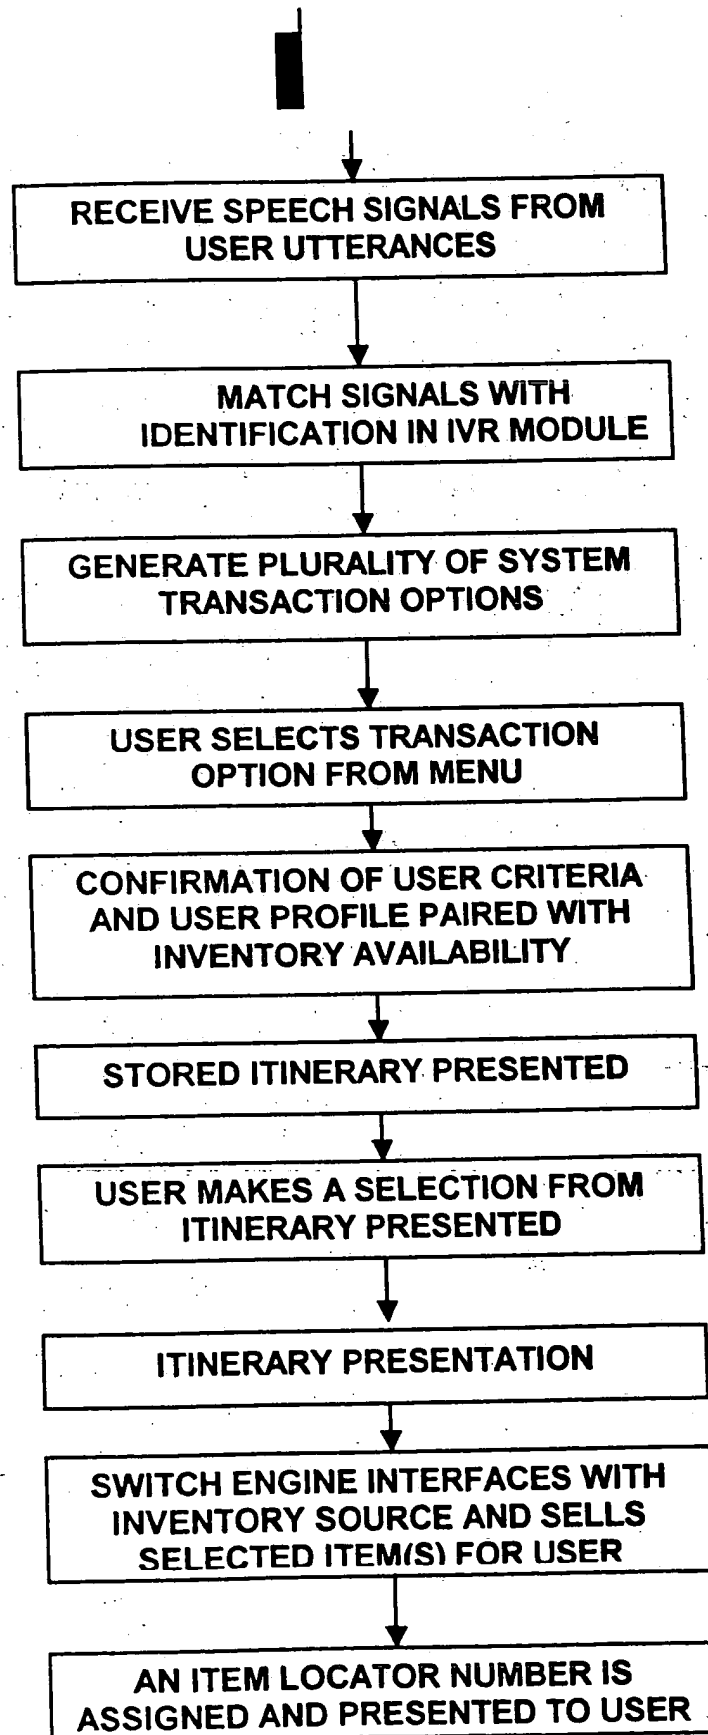 RECEIVE SPEECH SIGNALS FROM
USER UTTERANCES
MATCH SIGNALS WITH
IDENTIFICATION IN IVR MODULE
GENERATE PLURALITY OF SYSTEM
TRANSACTION OPTIONS
USER SELECTS TRANSACTION
OPTION FROM MENU
CONFIRMATION OF USER CRITERIA
AND USER PROFILE PAIRED WITH
INVENTORY AVAILABILITY
STORED ITINERARY PRESENTED
USER MAKES A SELECTION FROM
ITINERARY PRESENTED
ITINERARY PRESENTATION
SWITCH ENGINE INTERFACES WITH
INVENTORY SOURCE AND SELLS
SELECTED ITEM(S) FOR USER
AN ITEM LOCATOR NUMBER IS
ASSIGNED AND PRESENTED TO USER